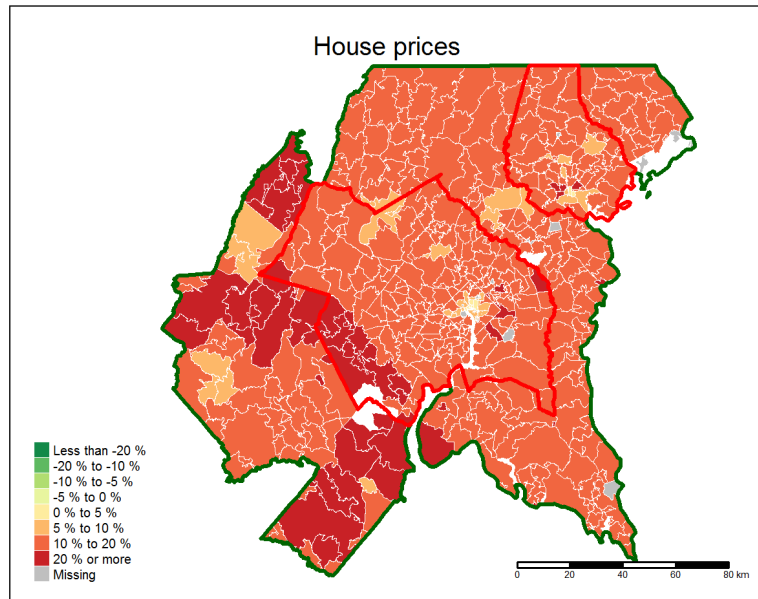 House prices
Less than -20 %
-20 % to -10 %
-10 % to -5 %
-5 % to 0 %
0 % to 5 %
5 % to 10 %
10 % to 20 %
20 % or more
Missing
0 20 40 60 80 km